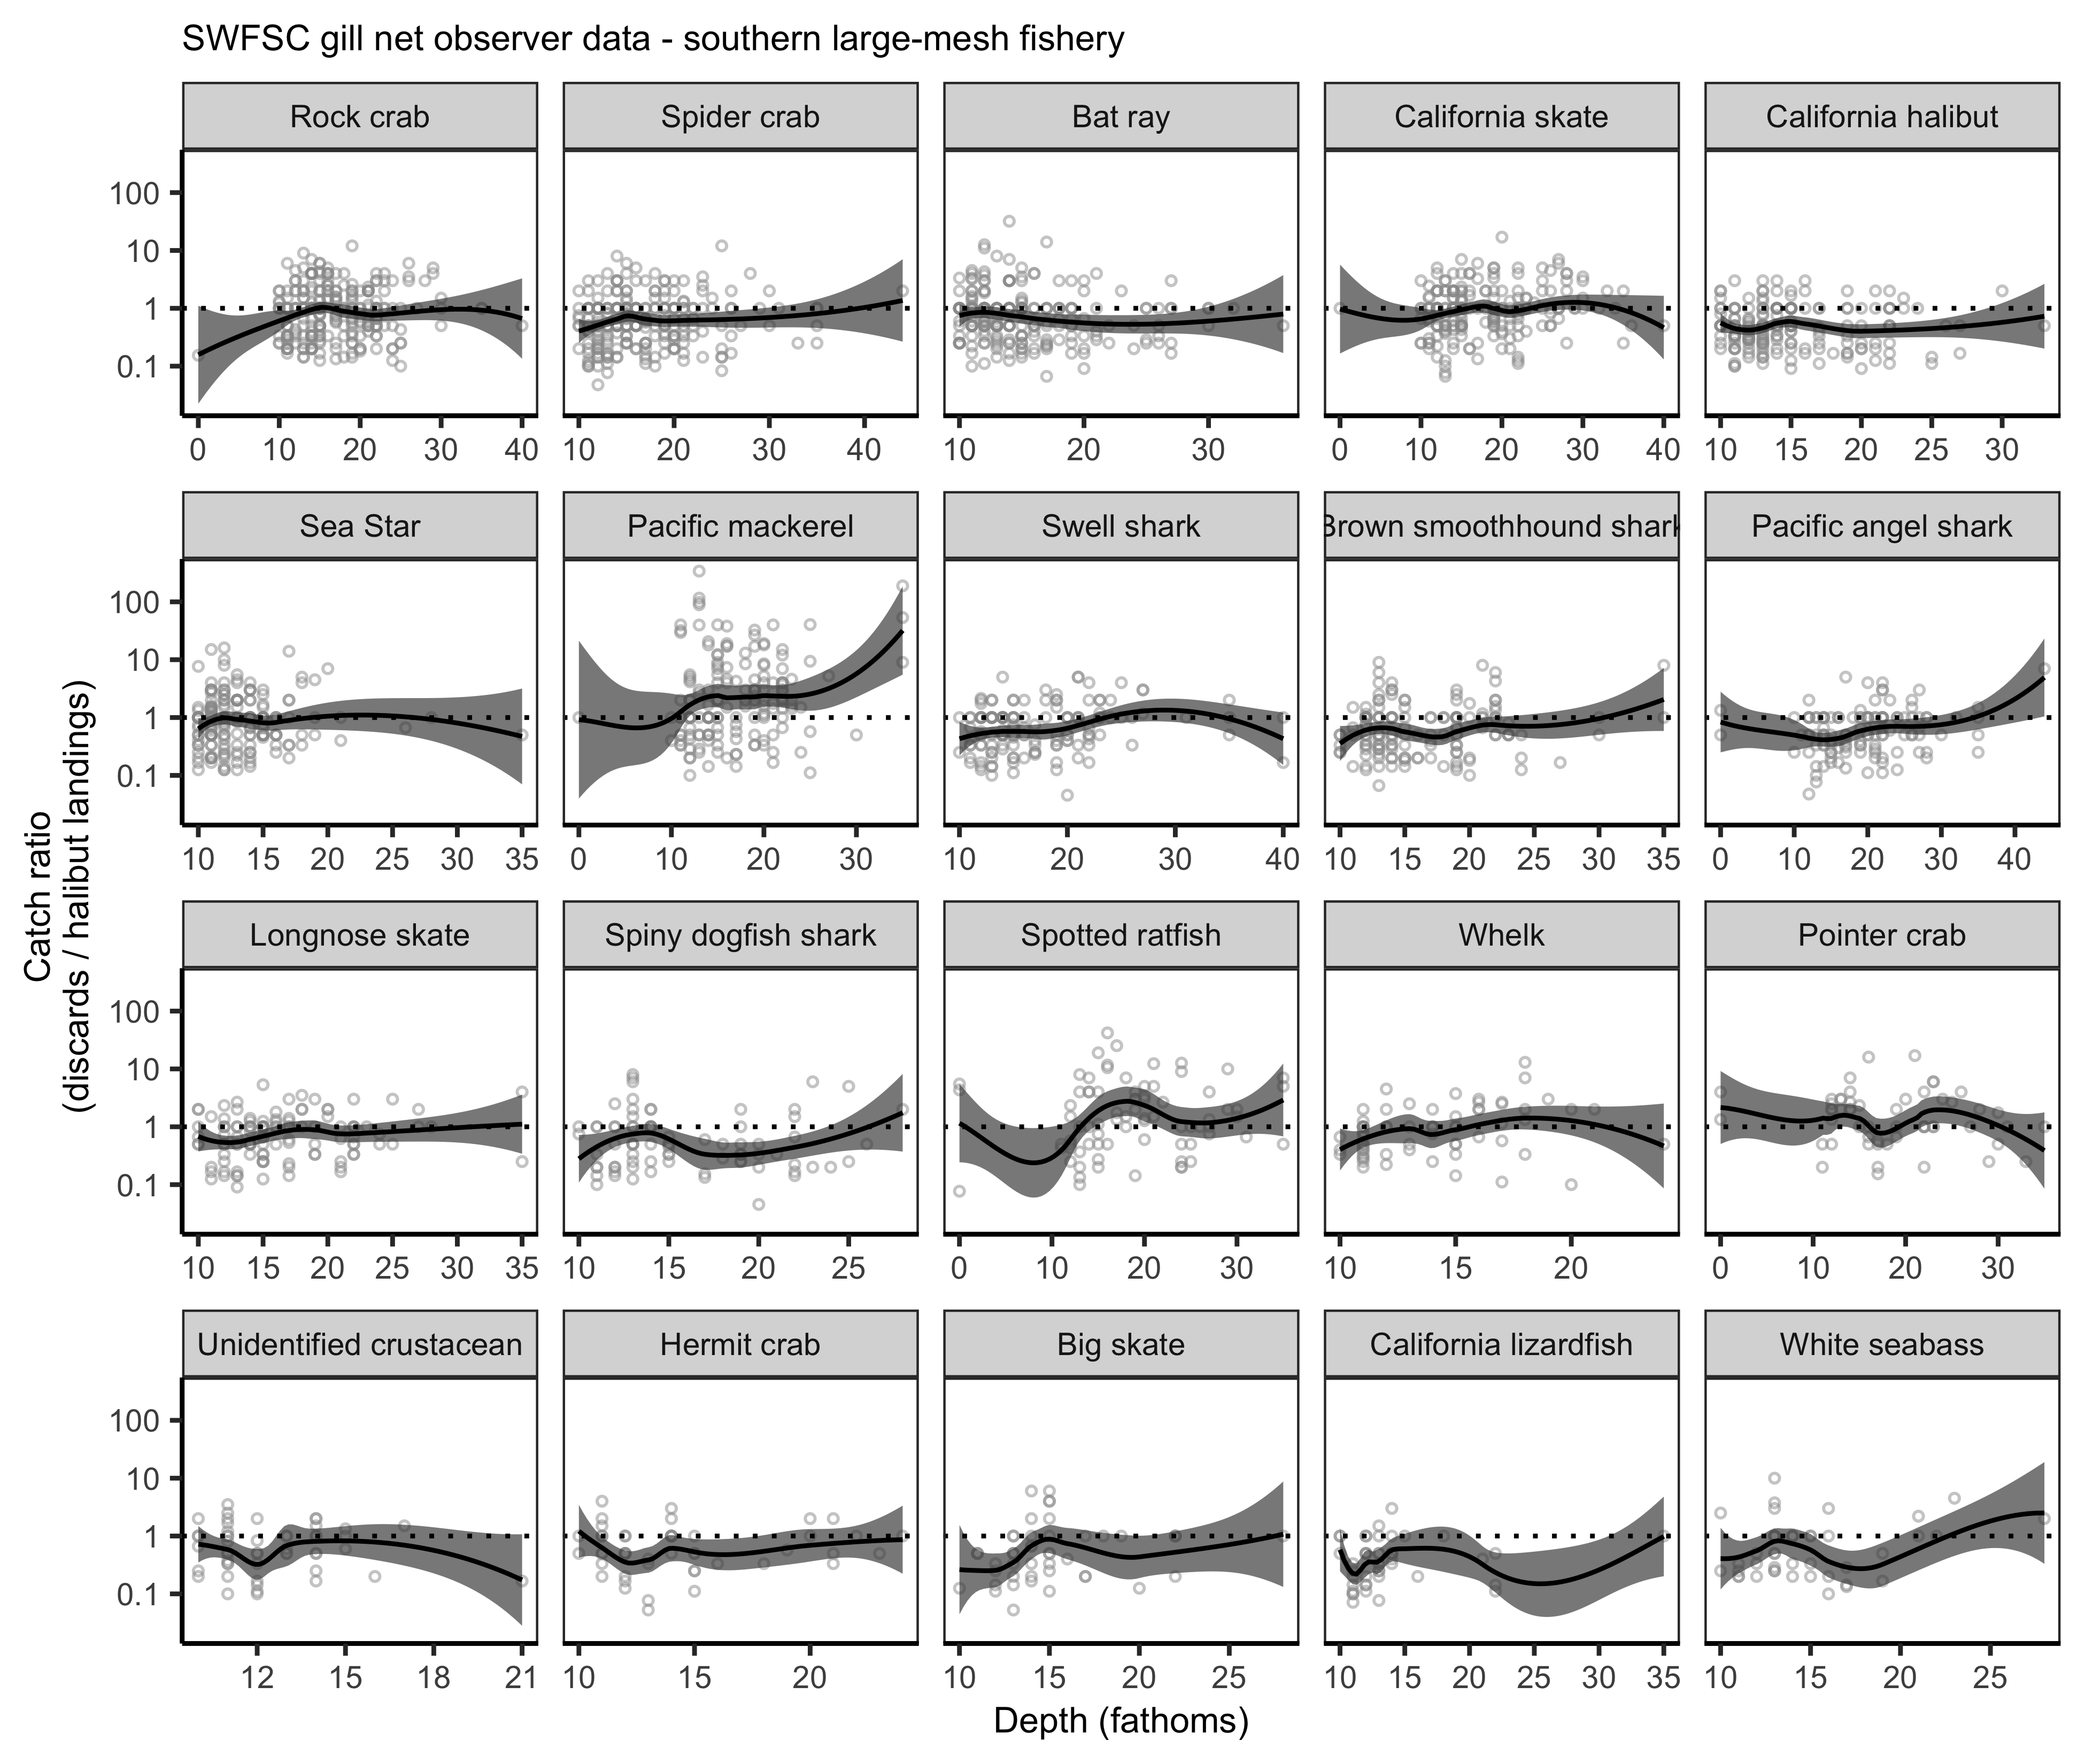 SWFSC gill net observer data - southern large-mesh fishery
Rock crab Spider crab Bat ray California skate California halibut
100
10
1
0.1
0 10 20 30 40 10 20 30 40 10 20 30 0 10 20 30 40 10 15 20 25 30
Sea Star Pacific mackerel Swell shark Brown smoothhound shark Pacific angel shark
100
10
1
0.1
10 15 20 25 30 35 0 10 20 30 10 20 30 40 10 15 20 25 30 35 0 10 20 30 40
Catch ratio
(discards / halibut landings)
Longnose skate Spiny dogfish shark Spotted ratfish Whelk Pointer crab
100
10
1
0.1
10 15 20 25 30 35 10 15 20 25 0 10 20 30 10 15 20 0 10 20 30
Unidentified crustacean Hermit crab Big skate California lizardfish White seabass
100
10
1
0.1
12 15 18 21 10 15 20 10 15 20 25 10 15 20 25 30 35 10 15 20 25
Depth (fathoms)